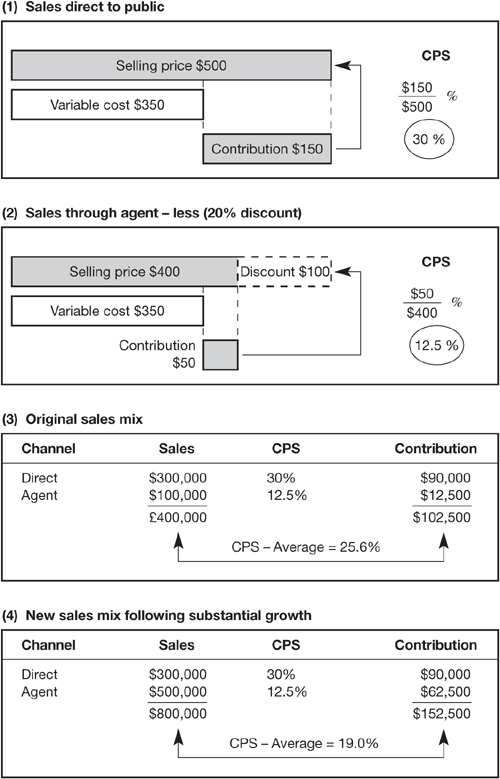 (1) Sales direct to public
CPS
Selling price $500
$150
$500
%
Variable cost $350
Contribution $150
30 %
(2) Sales through agent – less (20% discount)
CPS
Selling price $400
Discount $100
$50
$400
%
Variable cost $350
Contribution
$50
12.5 %
(3) Original sales mix
Channel Sales CPS Contribution
Direct $300,000 30% $90,000
Agent $100,000 12.5% $12,500
£400,000 $102,500
CPS – Average = 25.6%
(4) New sales mix following substantial growth
Channel Sales CPS Contribution
Direct $300,000 30% $90,000
Agent $500,000 12.5% $62,500
$800,000 $152,500
CPS – Average = 19.0%